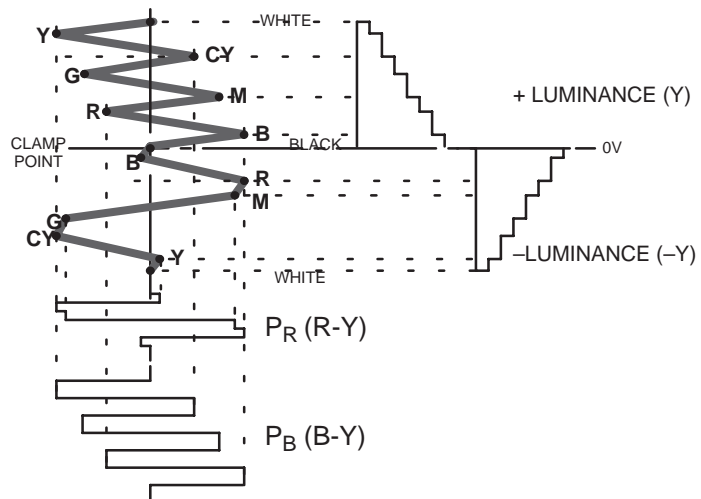 WHITE
Y
CY
G
M
+ LUMINANCE (Y)
R
B
CLAMP
POINT
BLACK
0V
B
R
M
G
CY
Y
–LUMINANCE (–Y)
WHITE
PR (R-Y)
PB (B-Y)